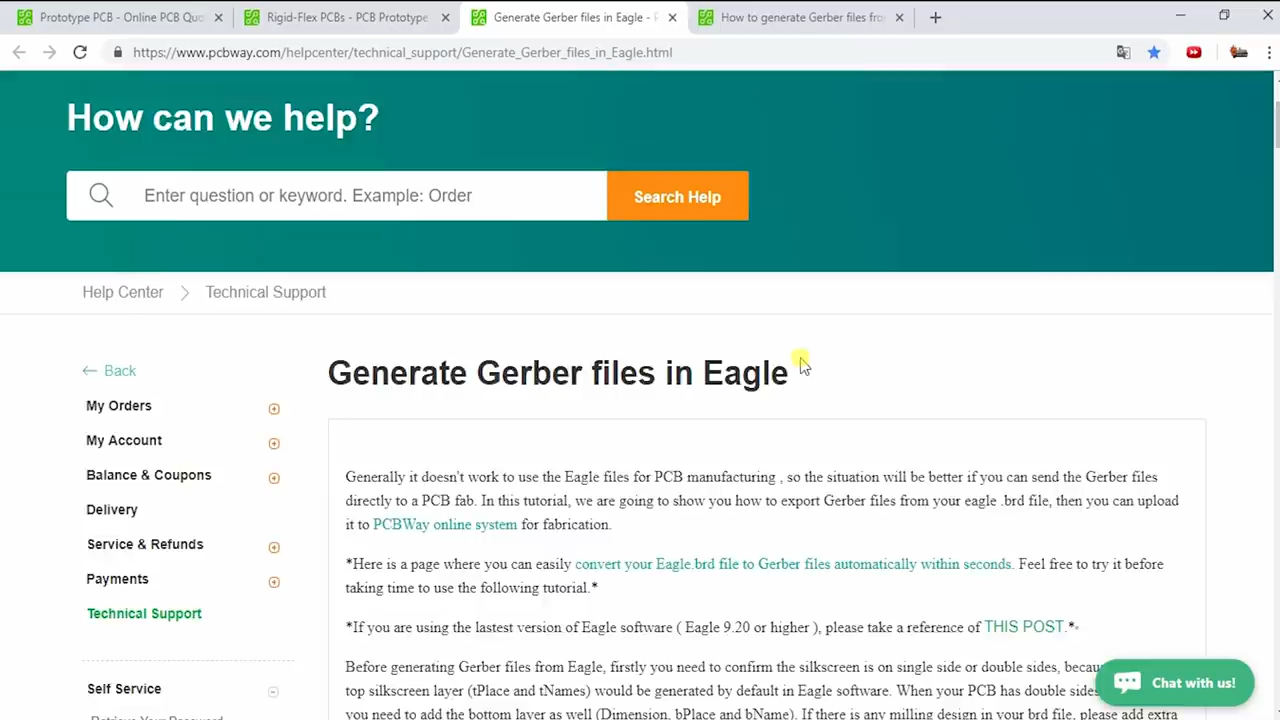 Prototype PCB - Online PCB Quo
Rigid-Flex PCBs - PCB Prototype
Generate Gerber files in Eagle -
How to generate Gerber files fro
https://www.pcbway.com/helpcenter/technical_support/Generate_Gerber_files_in_Eagle.html
How can we help?
Enter question or keyword. Example: Order
Search Help
Help Center
Technical Support
Back
My Orders
My Account
Balance & Coupons
Delivery
Service & Refunds
Payments
Technical Support
Self Service
Retrieve Your Password
Generate Gerber files in Eagle
Generally it doesn't work to use the Eagle files for PCB manufacturing , so the situation will be better if you can send the Gerber files
directly to a PCB fab. In this tutorial, we are going to show you how to export Gerber files from your eagle .brd file, then you can upload
it to PCBWay online system for fabrication.
*Here is a page where you can easily convert your Eagle.brd file to Gerber files automatically within seconds. Feel free to try it before
taking time to use the following tutorial.*
*If you are using the lastest version of Eagle software ( Eagle 9.20 or higher ), please take a reference of THIS POST.*
Before generating Gerber files from Eagle, firstly you need to confirm the silkscreen is on single side or double sides, becau
top silkscreen layer (tPlace and tNames) would be generated by default in Eagle software. When your PCB has double sides
you need to add the bottom layer as well (Dimension, bPlace and bName). If there is any milling design in your brd file, please add extra
Chat with us!